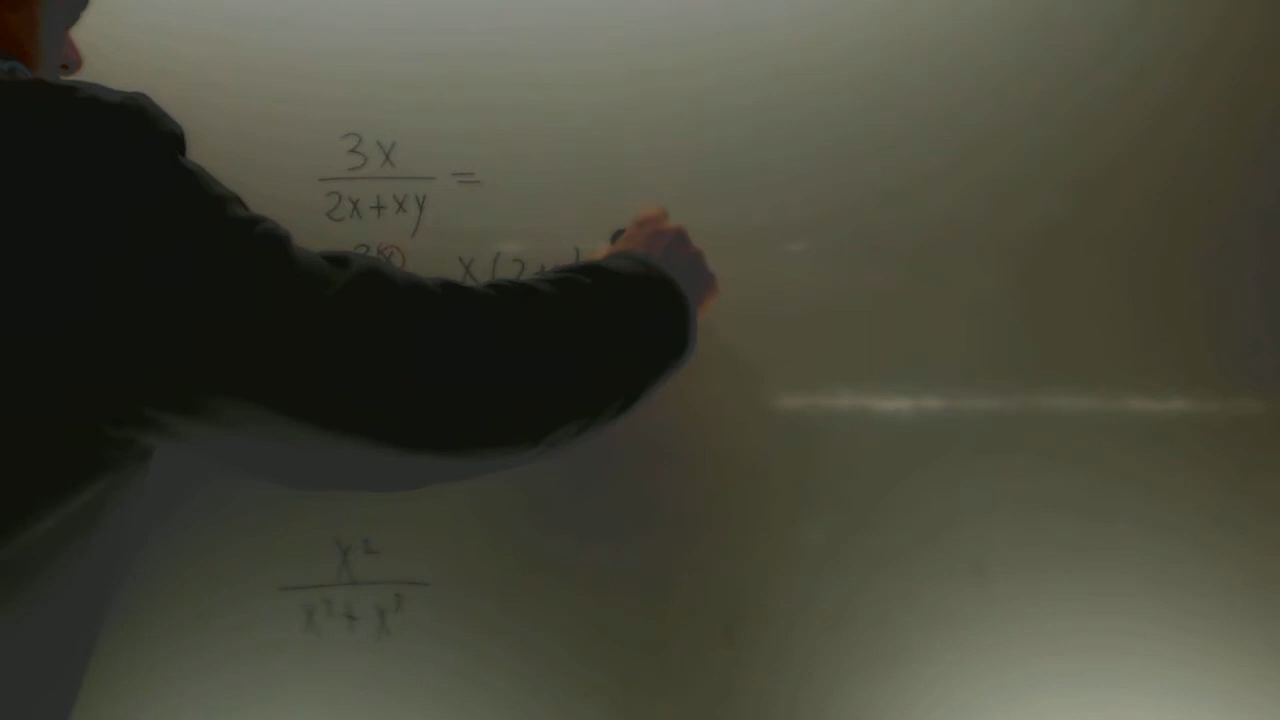 3x
2x+xy =
3x x(2+y)
x²
x²+ x³